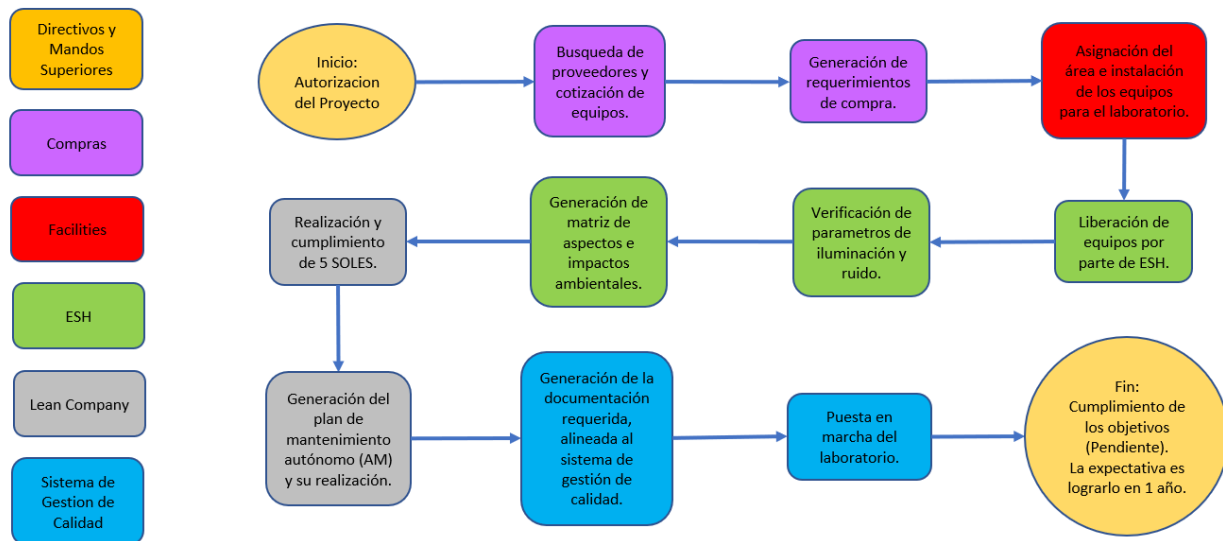 Directivos y
Mandos
Superiores
Compras
Facilities
ESH
Lean Company
Sistema de
Gestion de
Calidad
Inicio:
Autorizacion
del Proyecto
Busqueda de
proveedores y
cotización de
equipos.
Generación de
requerimientos
de compra.
Asignación del
área e instalación
de los equipos
para el laboratorio.
Liberación de
equipos por
parte de ESH.
Verificación de
parametros de
iluminación y
ruido.
Generación de
matriz de
aspectos e
impactos
ambientales.
Realización y
cumplimiento
de 5 SOLES.
Generación del
plan de
mantenimiento
autónomo (AM)
y su realización.
Generación de la
documentación
requerida,
alineada al
sistema de
gestión de
calidad.
Puesta en
marcha del
laboratorio.
Fin:
Cumplimiento de
los objetivos
(Pendiente).
La expectativa es
lograrlo en 1 año.